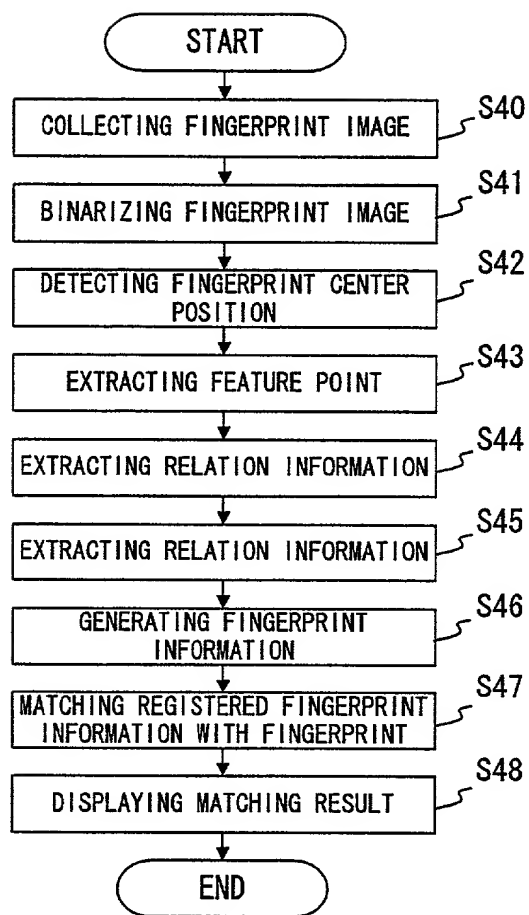 START
COLLECTING FINGERPRINT IMAGE
S40
BINARIZING FINGERPRINT IMAGE
S41
DETECTING FINGERPRINT CENTER
POSITION
S42
EXTRACTING FEATURE POINT
S43
EXTRACTING RELATION INFORMATION
S44
EXTRACTING RELATION INFORMATION
S45
GENERATING FINGERPRINT
INFORMATION
S46
MATCHING REGISTERED FINGERPRINT
INFORMATION WITH FINGERPRINT
S47
DISPLAYING MATCHING RESULT
S48
END